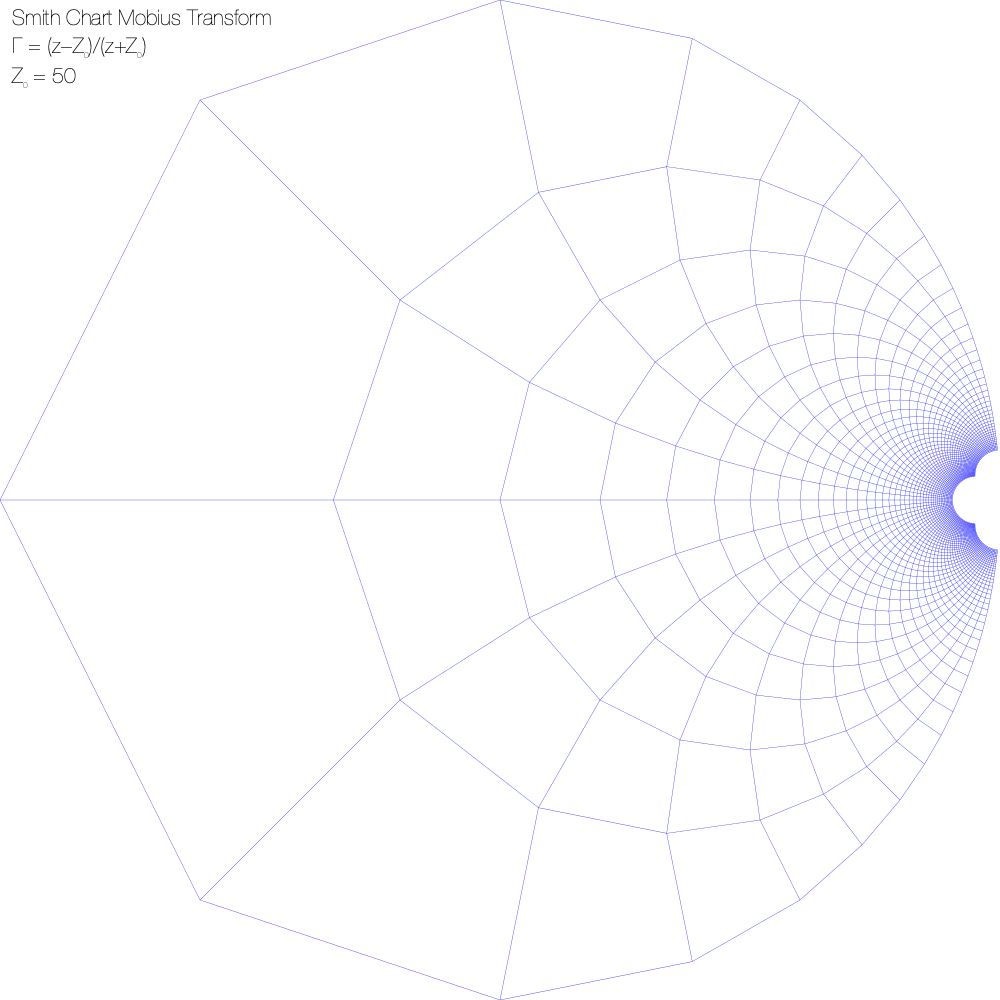 Smith Chart Mobius Transform
Γ = (z−Z₀)/(z+Z₀)
Z₀ = 50